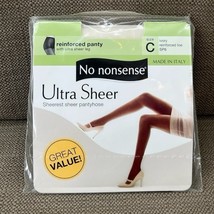 reinforced panty
with ultra sheer leg
No nonsense®
SIZE
C
MADE IN ITALY
Ultra Sheer
Sheerest sheer pantyhose
GREAT
VALUE!